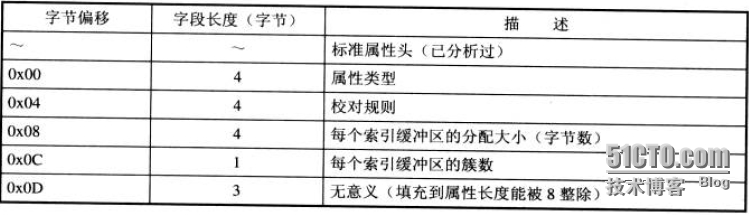 字节偏移 字段长度（字节） 描 述
～ ～ 标准属性头（已分析过）
0x00 4 属性类型
0x04 4 校对规则
0x08 4 每个索引缓冲区的分配大小（字节数）
0x0C 1 每个索引缓冲区的簇数
0x0D 3 无意义（填充到属性长度能被 8 整除）
51CTO.com
技术博客 Blog